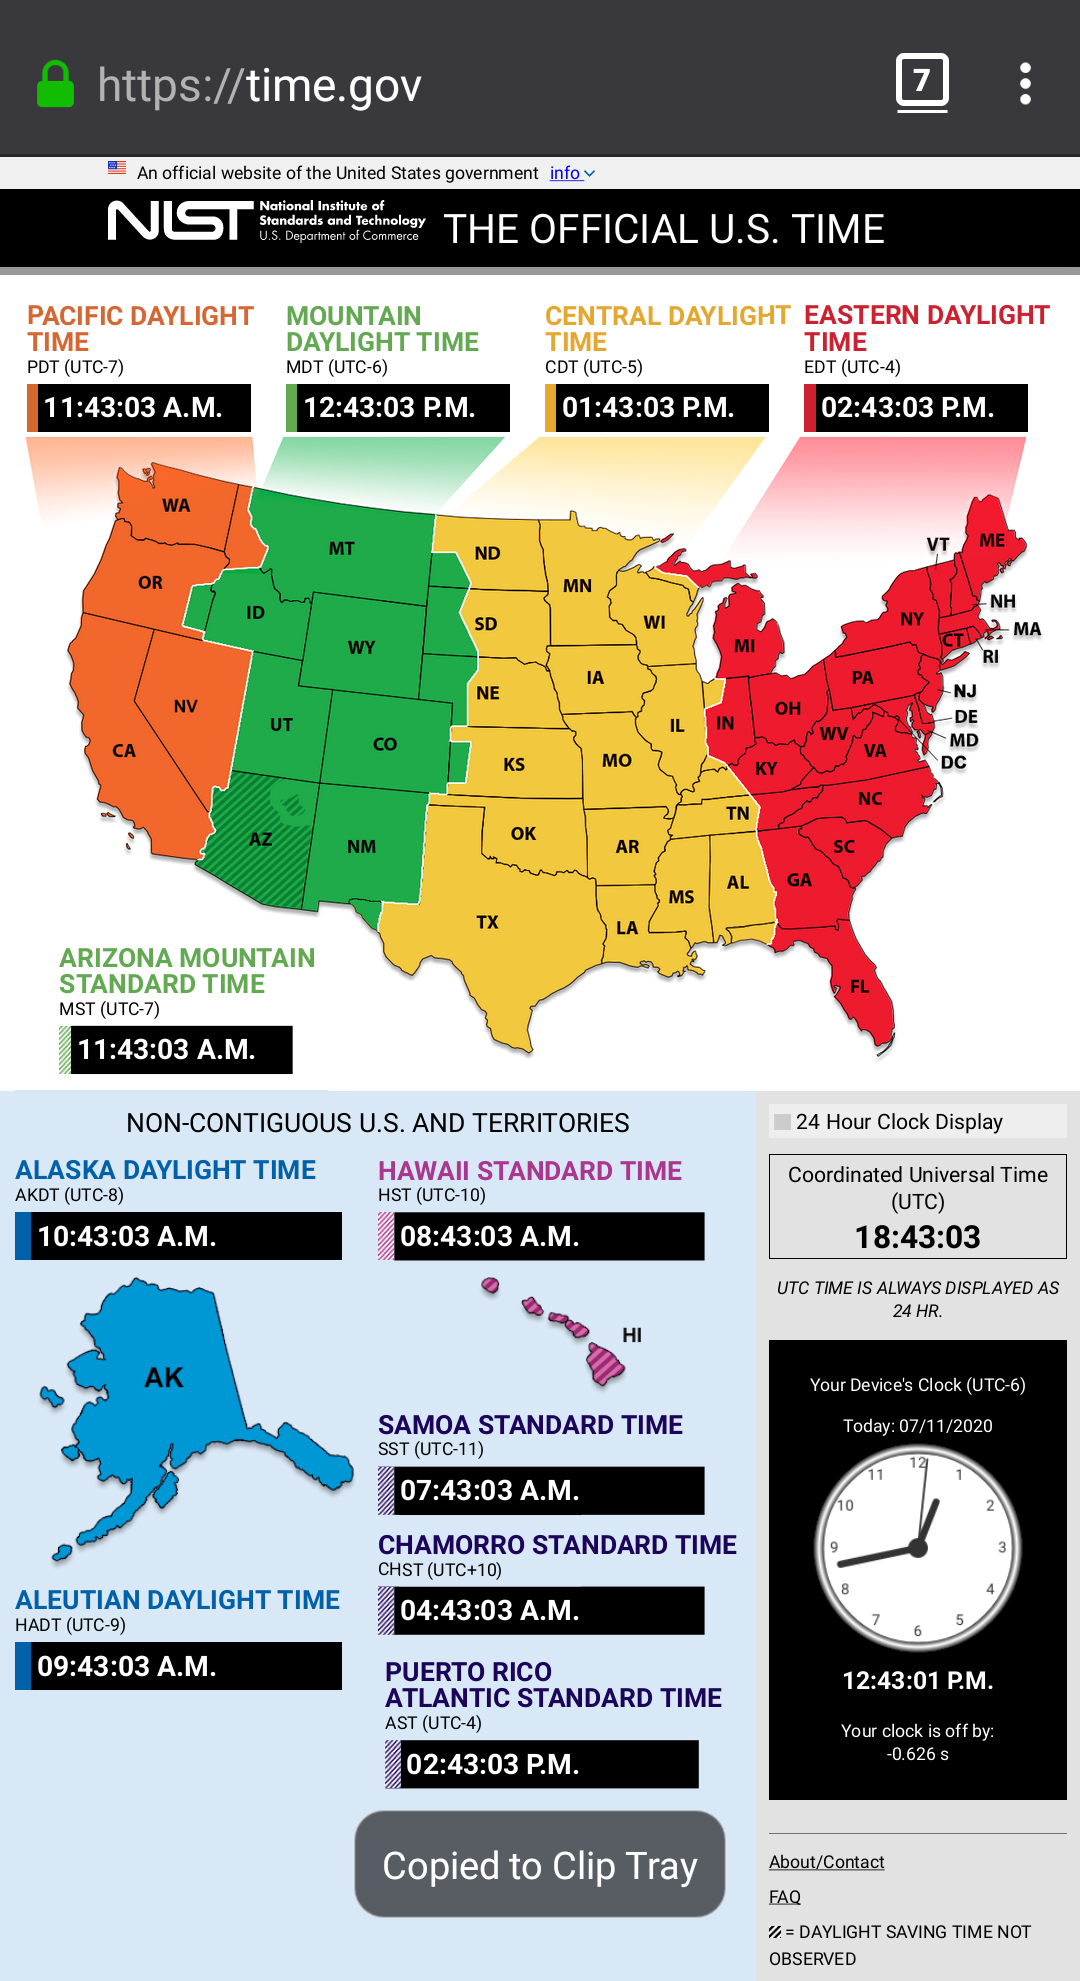 https://time.gov
7
An official website of the United States government info
NIST
National Institute of
Standards and Technology
U.S. Department of Commerce
THE OFFICIAL U.S. TIME
PACIFIC DAYLIGHT
TIME
PDT (UTC-7)
11:43:03 A.M.
MOUNTAIN
DAYLIGHT TIME
MDT (UTC-6)
12:43:03 P.M.
CENTRAL DAYLIGHT
TIME
CDT (UTC-5)
01:43:03 P.M.
EASTERN DAYLIGHT
TIME
EDT (UTC-4)
02:43:03 P.M.
WA
OR
CA
NV
ID
MT
WY
UT
CO
AZ
NM
ND
SD
NE
KS
OK
TX
MN
IA
MO
AR
LA
WI
IL
MS
AL
TN
MI
IN
OH
KY
WV
VA
NC
SC
GA
FL
PA
NY
VT
ME
NH
MA
CT
RI
NJ
DE
MD
DC
ARIZONA MOUNTAIN
STANDARD TIME
MST (UTC-7)
11:43:03 A.M.
NON-CONTIGUOUS U.S. AND TERRITORIES
ALASKA DAYLIGHT TIME
AKDT (UTC-8)
10:43:03 A.M.
AK
ALEUTIAN DAYLIGHT TIME
HADT (UTC-9)
09:43:03 A.M.
HAWAII STANDARD TIME
HST (UTC-10)
08:43:03 A.M.
HI
SAMOA STANDARD TIME
SST (UTC-11)
07:43:03 A.M.
CHAMORRO STANDARD TIME
CHST (UTC+10)
04:43:03 A.M.
PUERTO RICO
ATLANTIC STANDARD TIME
AST (UTC-4)
02:43:03 P.M.
Copied to Clip Tray
24 Hour Clock Display
Coordinated Universal Time
(UTC)
18:43:03
UTC TIME IS ALWAYS DISPLAYED AS
24 HR.
Your Device's Clock (UTC-6)
Today: 07/11/2020
12
1
2
3
4
5
6
7
8
9
10
11
12:43:01 P.M.
Your clock is off by:
-0.626 s
About/Contact
FAQ
= DAYLIGHT SAVING TIME NOT
OBSERVED